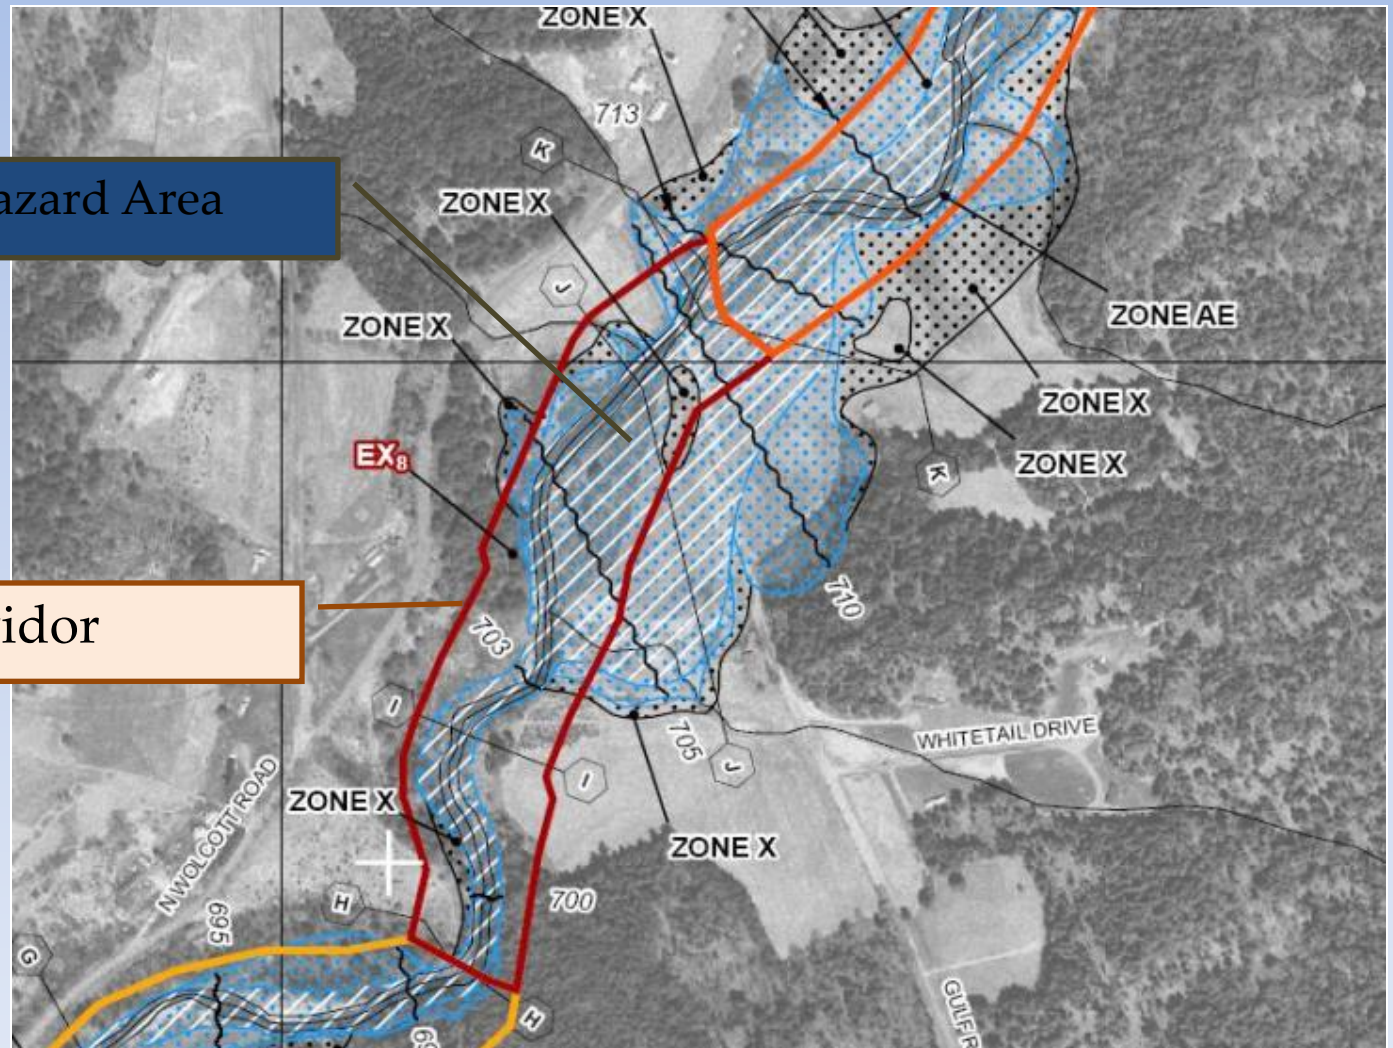 ZONE X
713
K
azard Area
ZONE X
J
ZONE X
ZONE AE
ZONE X
EX8
ZONE X
K
710
idor
703
I
705
J
WHITETAIL DRIVE
I
ZONE X
N WOLCOTT ROAD
ZONE X
H
700
695
G
H
GULF R